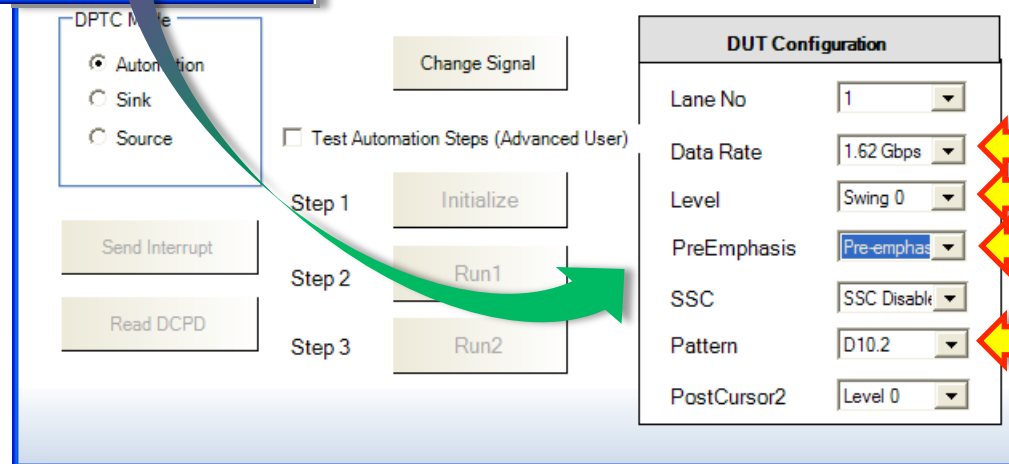 DPTC Mode
Automation
Sink
Source
Change Signal
Test Automation Steps (Advanced User)
Step 1
Initialize
Send Interrupt
Step 2
Run1
Read DCPD
Step 3
Run2
DUT Configuration
Lane No
1
Data Rate
1.62 Gbps
Level
Swing 0
PreEmphasis
Pre-emphas
SSC
SSC Disable
Pattern
D10.2
PostCursor2
Level 0